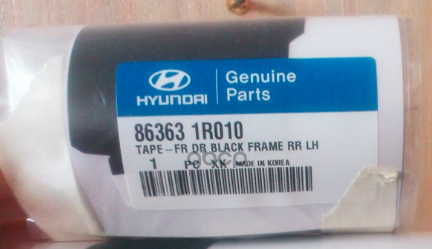 HYUNDAI
Genuine
Parts
86363 1R010
TAPE-FR DR BLACK FRAME RR LH
1 PC XK MADE IN KOREA